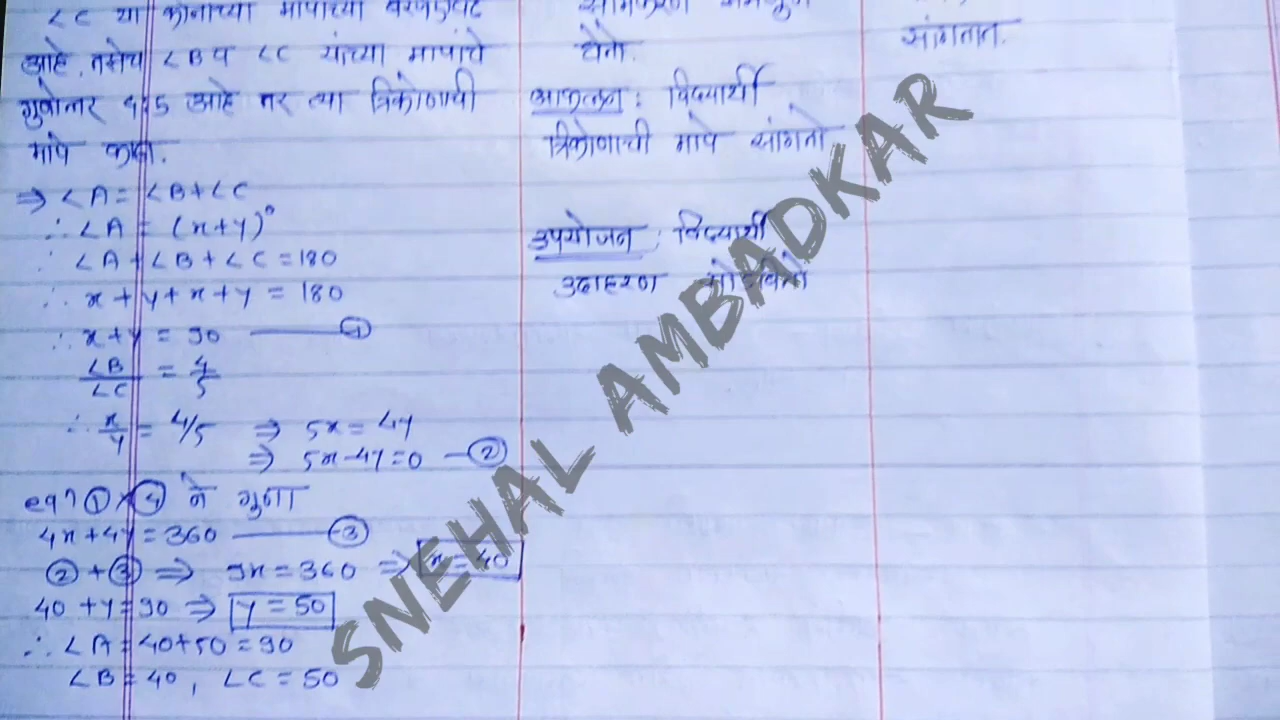 ∠C या कोनाच्या मापाच्या
आहे. तसेच ∠B व ∠C यांच्या मापांचे
गुणोत्तर 4:5 आहे तर त्या त्रिकोणाची
मापे काढा.
⇒ ∠A = ∠B + ∠C
∴ ∠A = (x+y)°
∴ ∠A + ∠B + ∠C = 180
∴ x + y + x + y = 180
∴ x + y = 90 —— ①
∠B/∠C = 4/5
∴ x/y = 4/5 ⇒ 5x = 4y
⇒ 5x - 4y = 0 — ②
eqn ① × ④ ने गुणा
4x + 4y = 360 —— ③
② + ③ ⇒ 9x = 360 ⇒ x = 40
40 + y = 90 ⇒ y = 50
∴ ∠A = 40+50 = 90
∠B = 40, ∠C = 50
येतो.
आकलन : विद्यार्थी
त्रिकोणाची मापे सांगतो
उपयोजन : विद्यार्थी
उदाहरण सोडवितो
सांगतात.
SNEHAL AMBADKAR